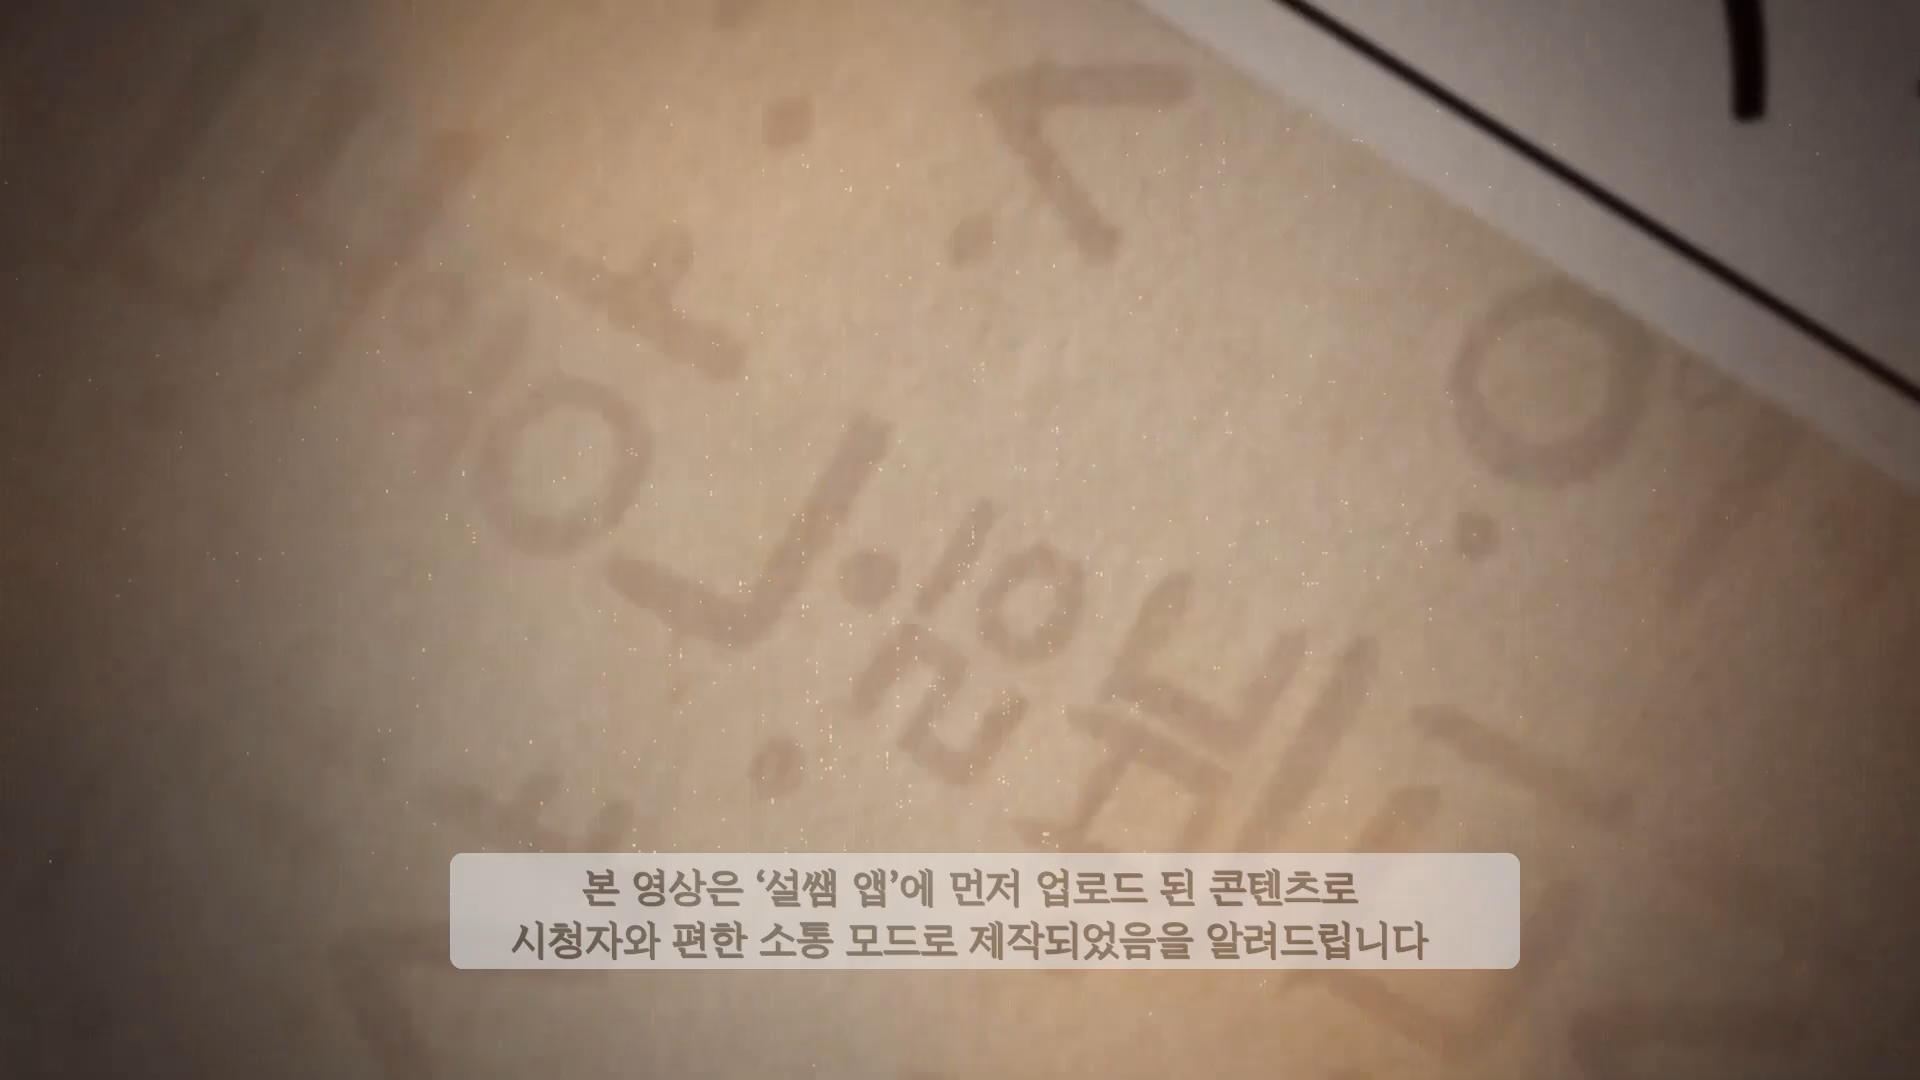 본 영상은 ‘설쌤 앱’에 먼저 업로드 된 콘텐츠로
시청자와 편한 소통 모드로 제작되었음을 알려드립니다